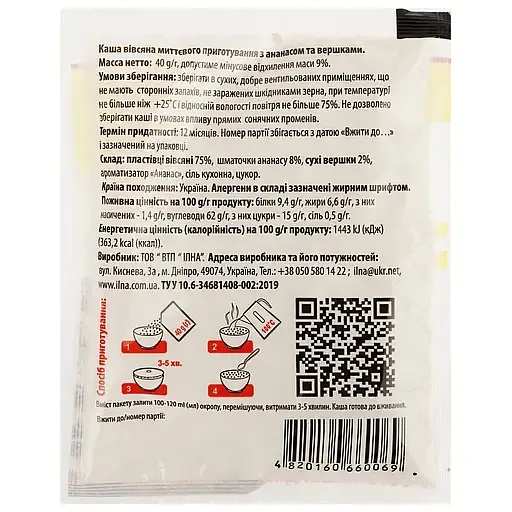 Каша вівсяна миттєвого приготування з ананасом та вершками.
Масса нетто: 40 g/г, допустиме мінусове відхилення маси 9%.
Умови зберігання: зберігати в сухих, добре вентильованих приміщеннях, що
не мають сторонніх запахів, не заражених шкідниками зерна, при температурі
не більше ніж +25°С і відносній вологості повітря не більше 75%. Не дозволено
зберігати каші в умовах впливу прямих сонячних променів.
Термін придатності: 12 місяців. Номер партії збігається з датою «Вжити до...»
і зазначений на упаковці.
Склад: пластівці вівсяні 75%, шматочки ананасу 8%, сухі вершки 2%,
ароматизатор «Ананас», сіль кухонна, цукор.
Країна походження: Україна. Алергени в складі зазначені жирним шрифтом.
Поживна цінність на 100 g/г продукту: білки 9,4 g/г, жири 6,6 g/г, з них
насичених - 1,4 g/г, вуглеводи 62 g/г, з них цукри - 15 g/г, сіль 0,5 g/г.
Енергетична цінність (калорійність) на 100 g/г продукту: 1443 kJ (кДж)
(363,2 kcal (ккал)).
Виробник: ТОВ " ВТП " ІЛНА". Адреса виробника та його потужностей:
вул. Киснева, 3а , м. Дніпро, 49074, Україна, Тел.: +38 050 580 14 22 ; ilna@ukr.net,
www.ilna.com.ua. ТУ У 10.6-34681408-002:2019
Спосіб приготування:
40 g(г)
100°C
1
2
3-5 хв.
3
4
Вміст пакету залити 100-120 ml (мл) окропу, перемішуючи, витримати 3-5 хвилин. Каша готова до вживання.
Вжити до/номер партії:
4 820160 660069